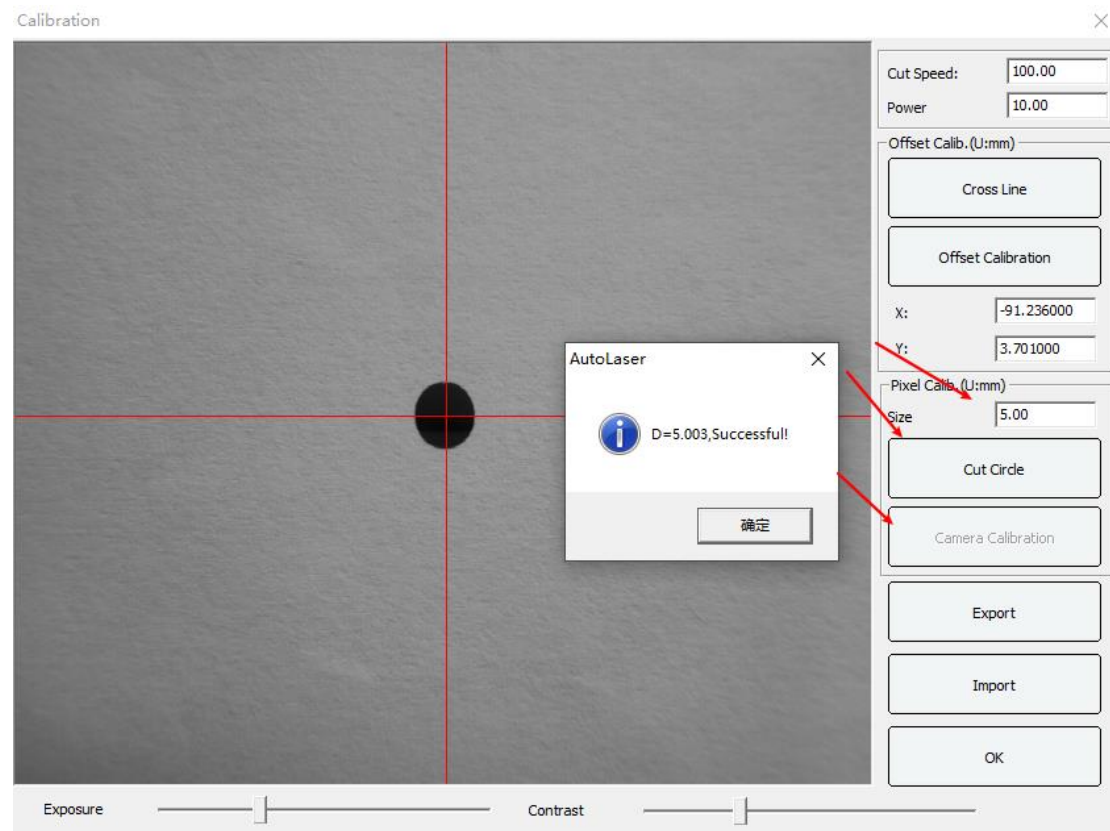 Calibration
Cut Speed: 100.00
Power 10.00
Offset Calib.(U:mm)
Cross Line
Offset Calibration
X: -91.236000
Y: 3.701000
AutoLaser
D=5.003,Successful!
确定
Pixel Calib.(U:mm)
Size 5.00
Cut Circle
Camera Calibration
Export
Import
OK
Exposure
Contrast